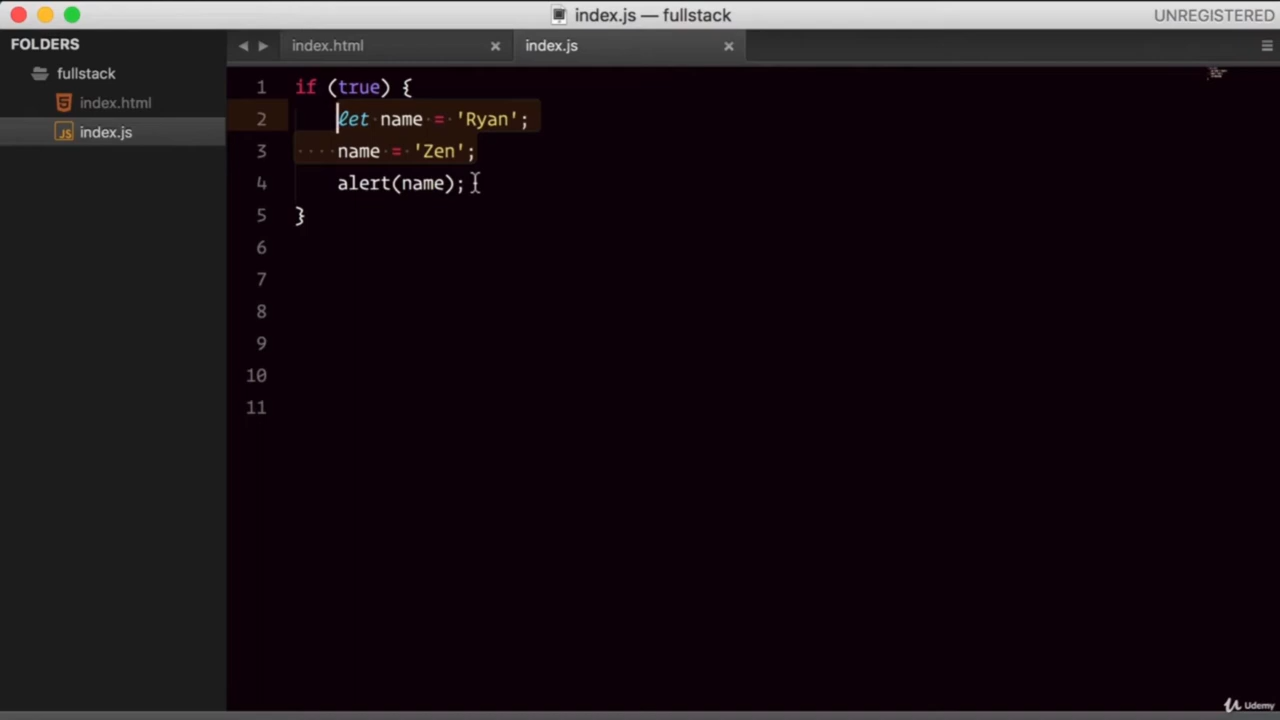 index.js — fullstack
UNREGISTERED
FOLDERS
index.html
index.js
fullstack
index.html
index.js
1 if (true) {
2 let name = 'Ryan';
3 name = 'Zen';
4 alert(name);
5 }
6
7
8
9
10
11
Udemy